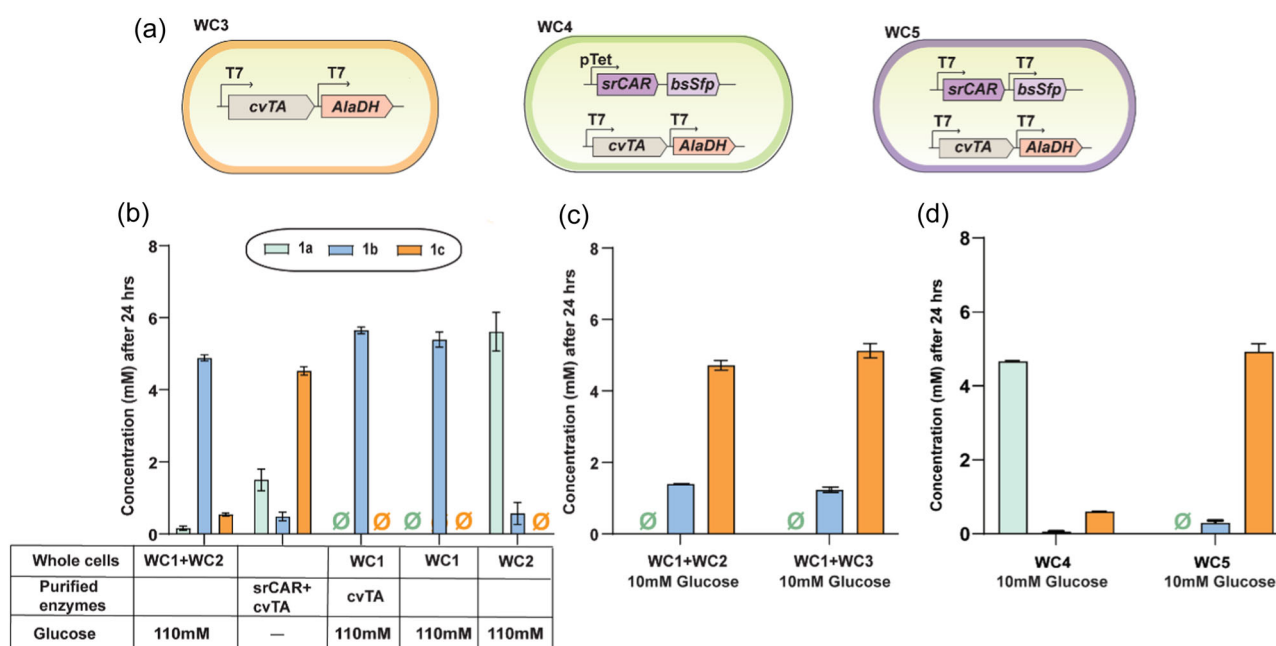 (a)
WC3
T7
T7
cvTA
AlaDH
WC4
pTet
srCAR
bsSfp
T7
T7
cvTA
AlaDH
WC5
T7
T7
srCAR
bsSfp
T7
T7
cvTA
AlaDH
(b)
Concentration (mM) after 24 hrs
8
6
4
2
0
1a 1b 1c
Ø Ø Ø Ø Ø
Whole cells WC1+WC2 WC1 WC1 WC2
Purified enzymes srCAR+ cvTA cvTA
Glucose 110mM — 110mM 110mM 110mM
(c)
Concentration (mM) after 24 hrs
8
6
4
2
0
Ø Ø
WC1+WC2 WC1+WC3
10mM Glucose 10mM Glucose
(d)
Concentration (mM) after 24 hrs
8
6
4
2
0
Ø
WC4 WC5
10mM Glucose 10mM Glucose